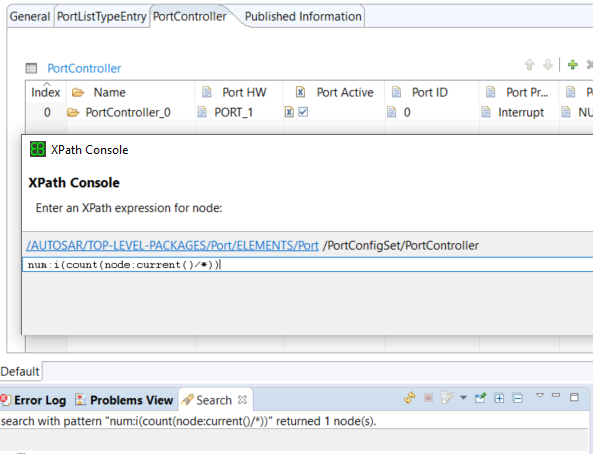 General PortListTypeEntry PortController Published Information
PortController
Index Name Port HW Port Active Port ID Port Pr... P
0 PortController_0 PORT_1 0 Interrupt NU
XPath Console
XPath Console
Enter an XPath expression for node:
/AUTOSAR/TOP-LEVEL-PACKAGES/Port/ELEMENTS/Port /PortConfigSet/PortController
num:i(count(node:current()/*))
Default
Error Log Problems View Search
search with pattern "num:i(count(node:current()/*))" returned 1 node(s).